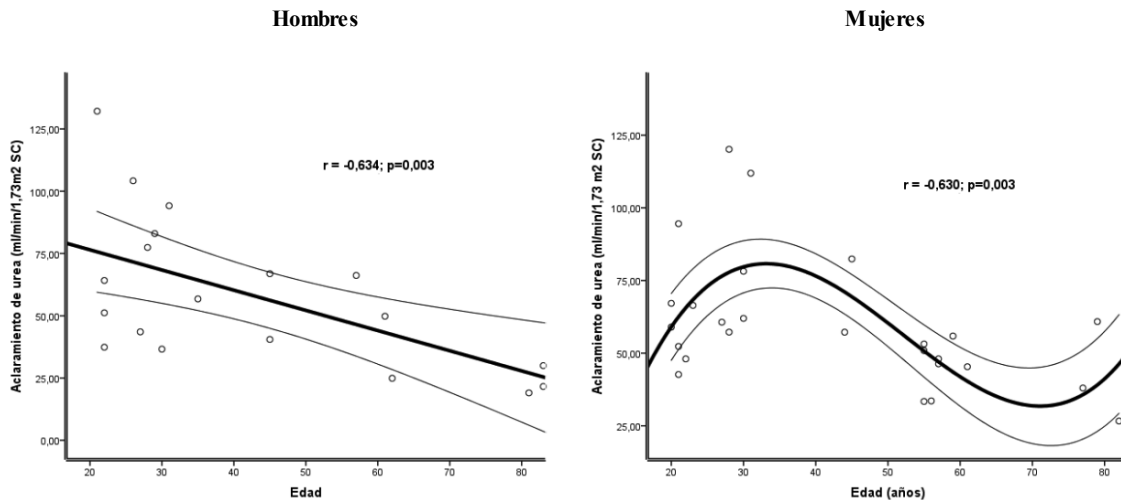 Hombres
Aclaramiento de urea (ml/min/1,73m2 SC)
125,00
100,00
75,00
50,00
25,00
0,00
r = -0,634; p=0,003
20 30 40 50 60 70 80
Edad
Mujeres
Aclaramiento de urea (ml/min/1,73 m2 SC)
125,00
100,00
75,00
50,00
25,00
r = -0,630; p=0,003
20 30 40 50 60 70 80
Edad (años)